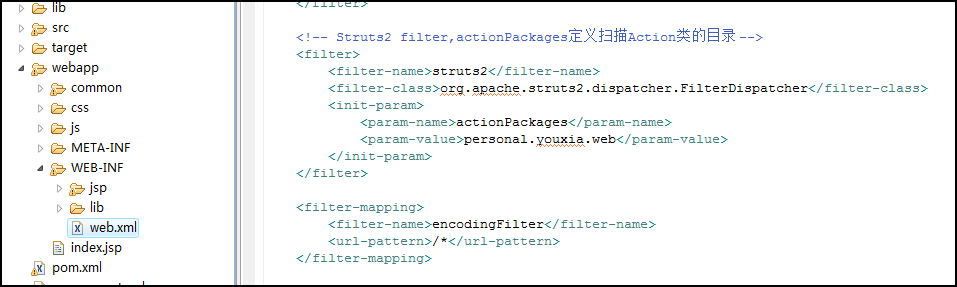 lib
src
target
webapp
common
css
js
META-INF
WEB-INF
jsp
lib
web.xml
index.jsp
pom.xml
</filter>
<!-- Struts2 filter,actionPackages定义扫描Action类的目录 -->
<filter>
<filter-name>struts2</filter-name>
<filter-class>org.apache.struts2.dispatcher.FilterDispatcher</filter-class>
<init-param>
<param-name>actionPackages</param-name>
<param-value>personal.youxia.web</param-value>
</init-param>
</filter>
<filter-mapping>
<filter-name>encodingFilter</filter-name>
<url-pattern>/*</url-pattern>
</filter-mapping>